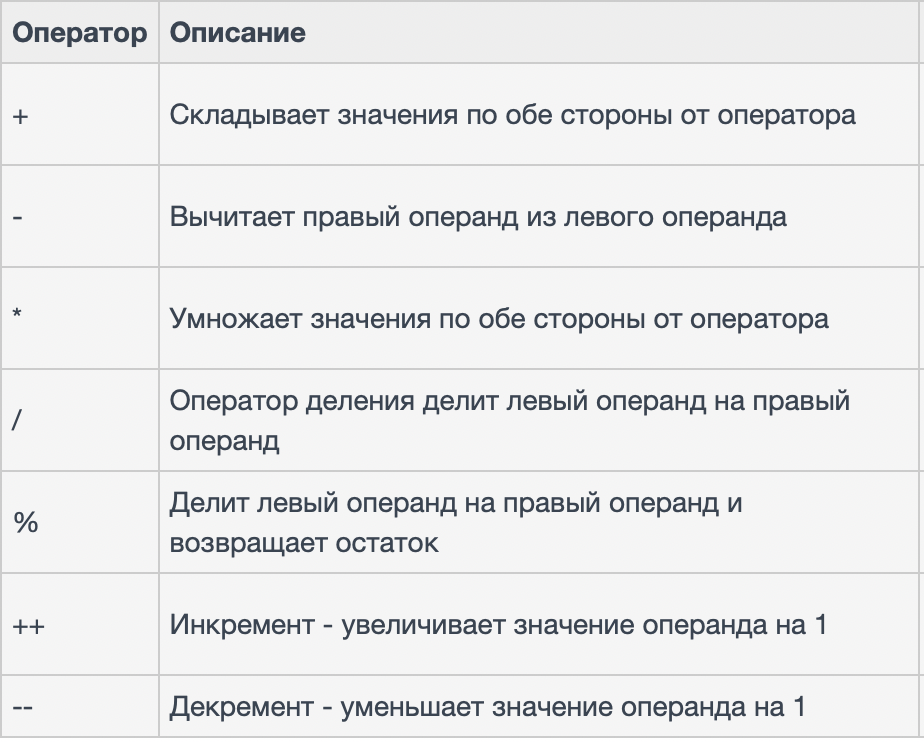 Оператор Описание
+ Складывает значения по обе стороны от оператора
- Вычитает правый операнд из левого операнда
* Умножает значения по обе стороны от оператора
/ Оператор деления делит левый операнд на правый
операнд
% Делит левый операнд на правый операнд и
возвращает остаток
++ Инкремент - увеличивает значение операнда на 1
-- Декремент - уменьшает значение операнда на 1